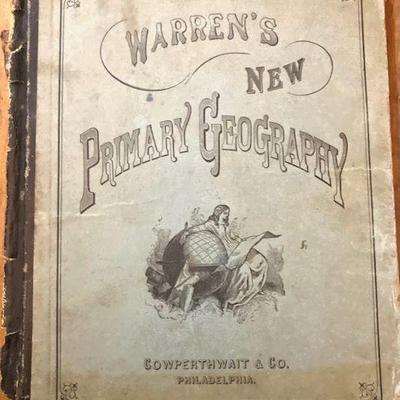 WARREN'S
NEW
PRIMARY GEOGRAPHY
COWPERTHWAIT & CO.
PHILADELPHIA.